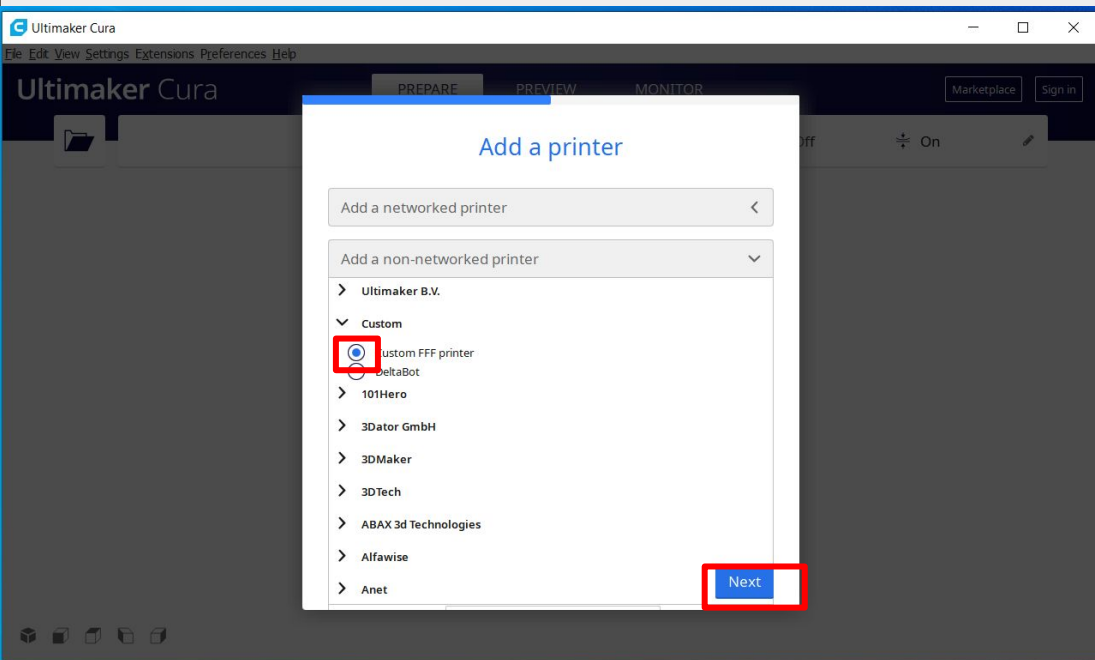 Ultimaker Cura
File Edit View Settings Extensions Preferences Help
Ultimaker Cura
PREPARE PREVIEW MONITOR
Marketplace Sign in
Off On
Add a printer
Add a networked printer
Add a non-networked printer
Ultimaker B.V.
Custom
Custom FFF printer
DeltaBot
101Hero
3Dator GmbH
3DMaker
3DTech
ABAX 3d Technologies
Alfawise
Anet
Next